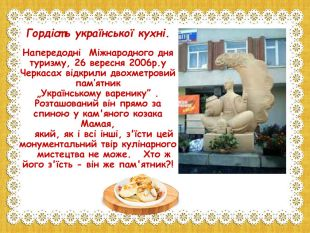 Гордість української кухні.
Напередодні Міжнародного дня
туризму, 26 вересня 2006р.у
Черкасах відкрили двохметровий
пам'ятник
„Українському варенику” .
Розташований він прямо за
спиною у кам'яного козака
Мамая,
який, як і всі інші, з'їсти цей
монументальний твір кулінарного
мистецтва не може. Хто ж
його з'їсть - він же пам'ятник?!